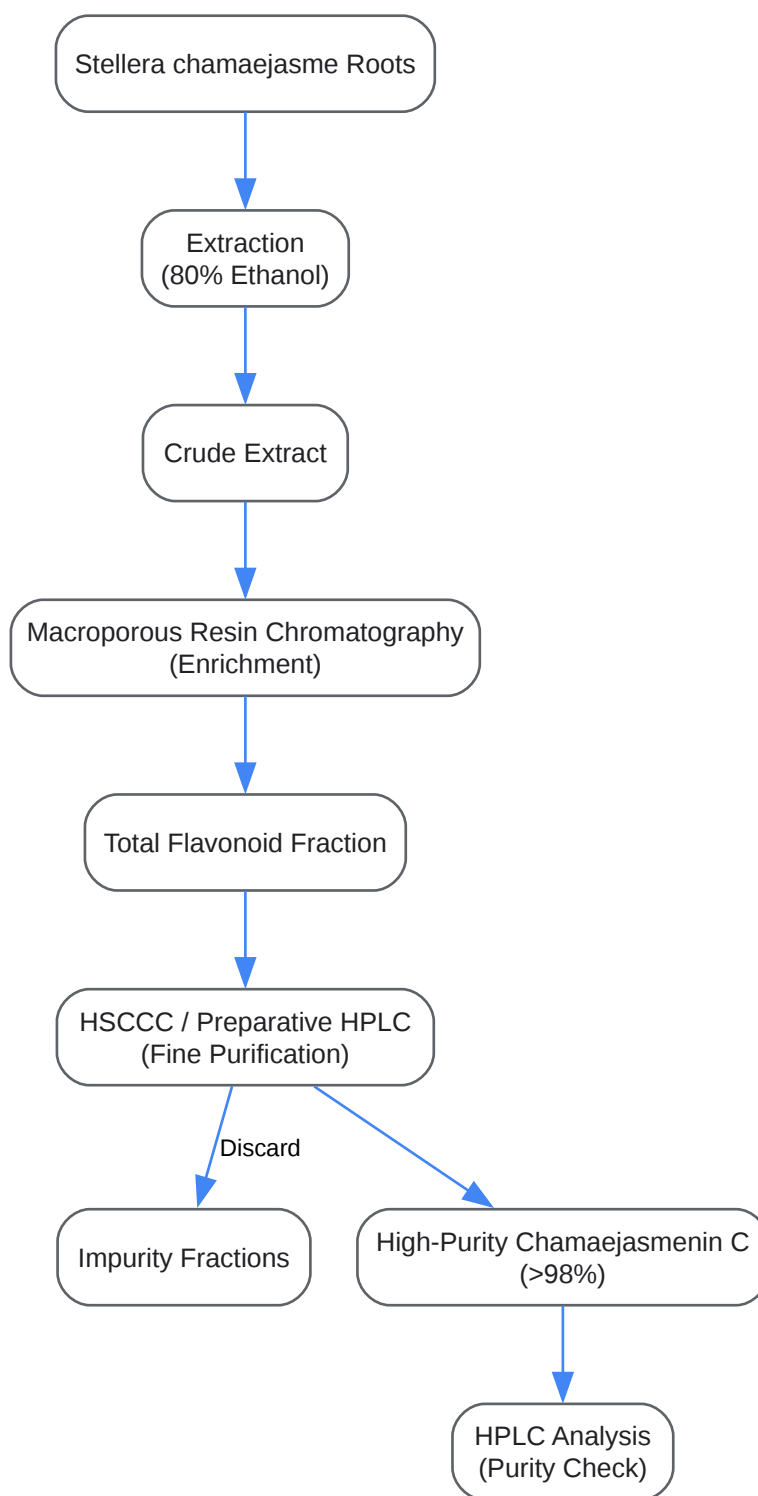 Stellera chamaejasme Roots
Extraction
(80% Ethanol)
Crude Extract
Macroporous Resin Chromatography
(Enrichment)
Total Flavonoid Fraction
HSCCC / Preparative HPLC
(Fine Purification)
Discard
Impurity Fractions
High-Purity Chamaejasmenin C
(>98%)
HPLC Analysis
(Purity Check)